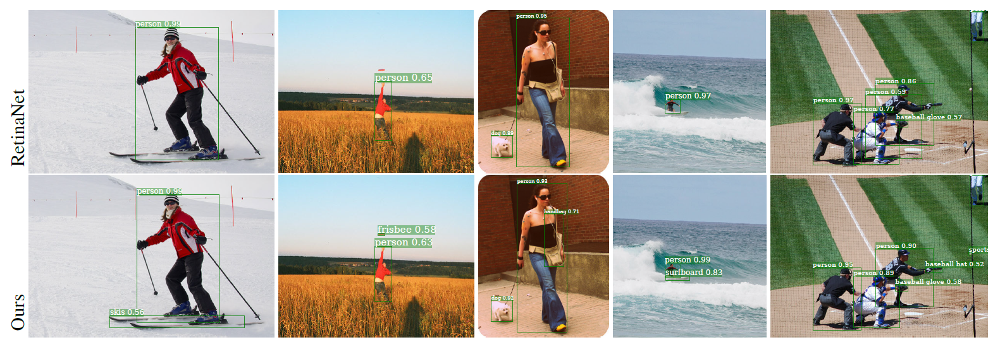 RetinaNet
person 0.99
person 0.65
person 0.95
dog 0.89
person 0.97
person 0.86
person 0.59
person 0.97
person 0.77
baseball glove 0.57
Ours
person 0.99
skis 0.56
frisbee 0.58
person 0.63
person 0.93
handbag 0.71
dog 0.92
person 0.99
surfboard 0.83
person 0.90
sports
baseball bat 0.52
person 0.95
person 0.89
baseball glove 0.58